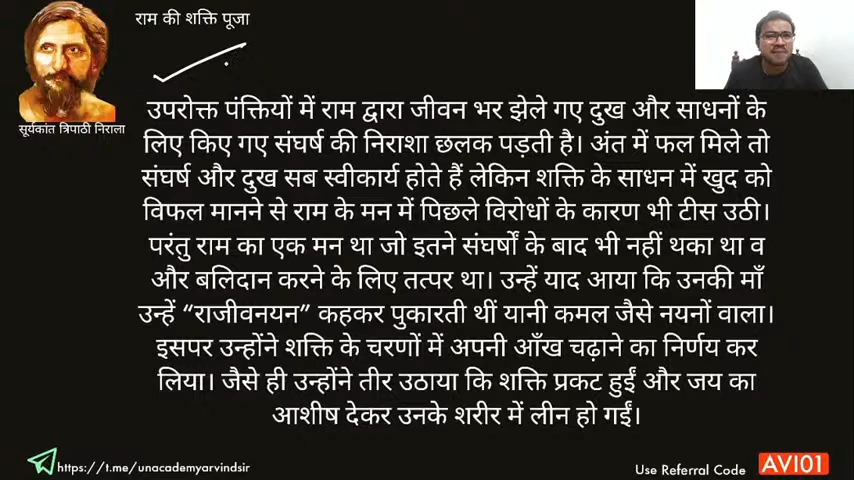 राम की शक्ति पूजा
सूर्यकांत त्रिपाठी निराला
उपरोक्त पंक्तियों में राम द्वारा जीवन भर झेले गए दुख और साधनों के
लिए किए गए संघर्ष की निराशा छलक पड़ती है। अंत में फल मिले तो
संघर्ष और दुख सब स्वीकार्य होते हैं लेकिन शक्ति के साधन में खुद को
विफल मानने से राम के मन में पिछले विरोधों के कारण भी टीस उठी।
परंतु राम का एक मन था जो इतने संघर्षों के बाद भी नहीं थका था व
और बलिदान करने के लिए तत्पर था। उन्हें याद आया कि उनकी माँ
उन्हें “राजीवनयन” कहकर पुकारती थीं यानी कमल जैसे नयनों वाला।
इसपर उन्होंने शक्ति के चरणों में अपनी आँख चढ़ाने का निर्णय कर
लिया। जैसे ही उन्होंने तीर उठाया कि शक्ति प्रकट हुईं और जय का
आशीष देकर उनके शरीर में लीन हो गईं।
https://t.me/unacademyarvindsir
Use Referral Code AVI01